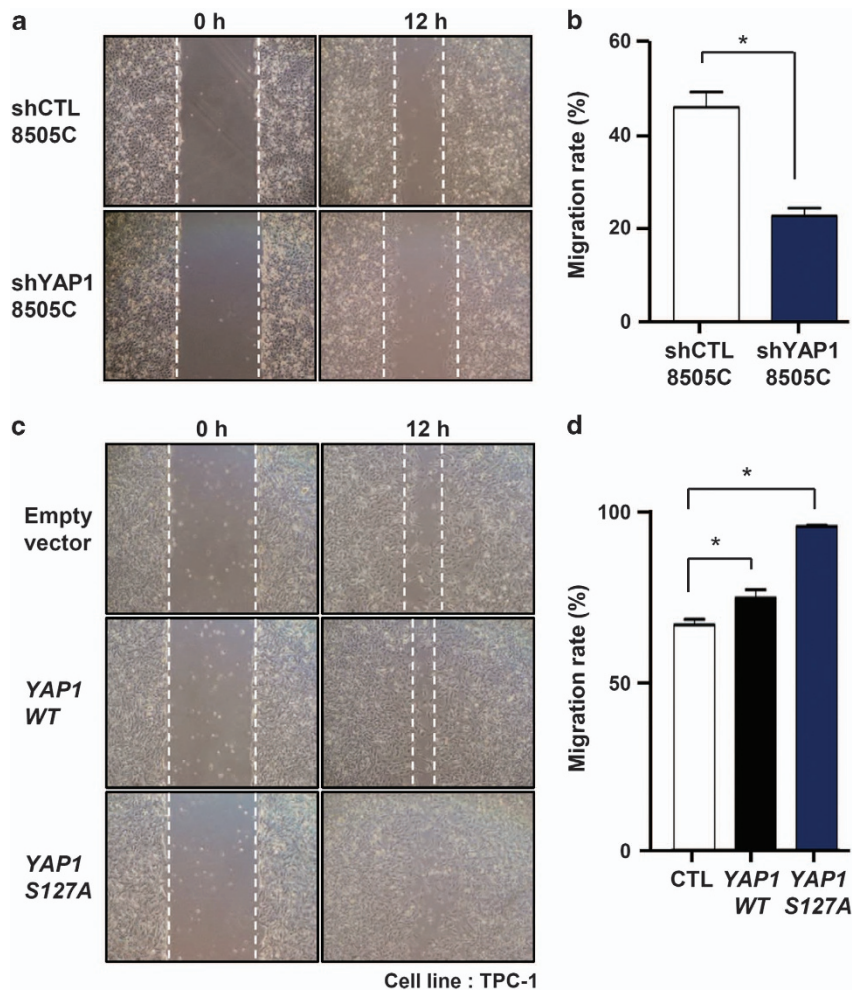 a
0 h
12 h
shCTL
8505C
shYAP1
8505C
b
Migration rate (%)
60
40
20
0
*
shCTL
8505C
shYAP1
8505C
c
0 h
12 h
Empty
vector
YAP1
WT
YAP1
S127A
Cell line : TPC-1
d
Migration rate (%)
100
50
0
*
*
CTL
YAP1
WT
YAP1
S127A